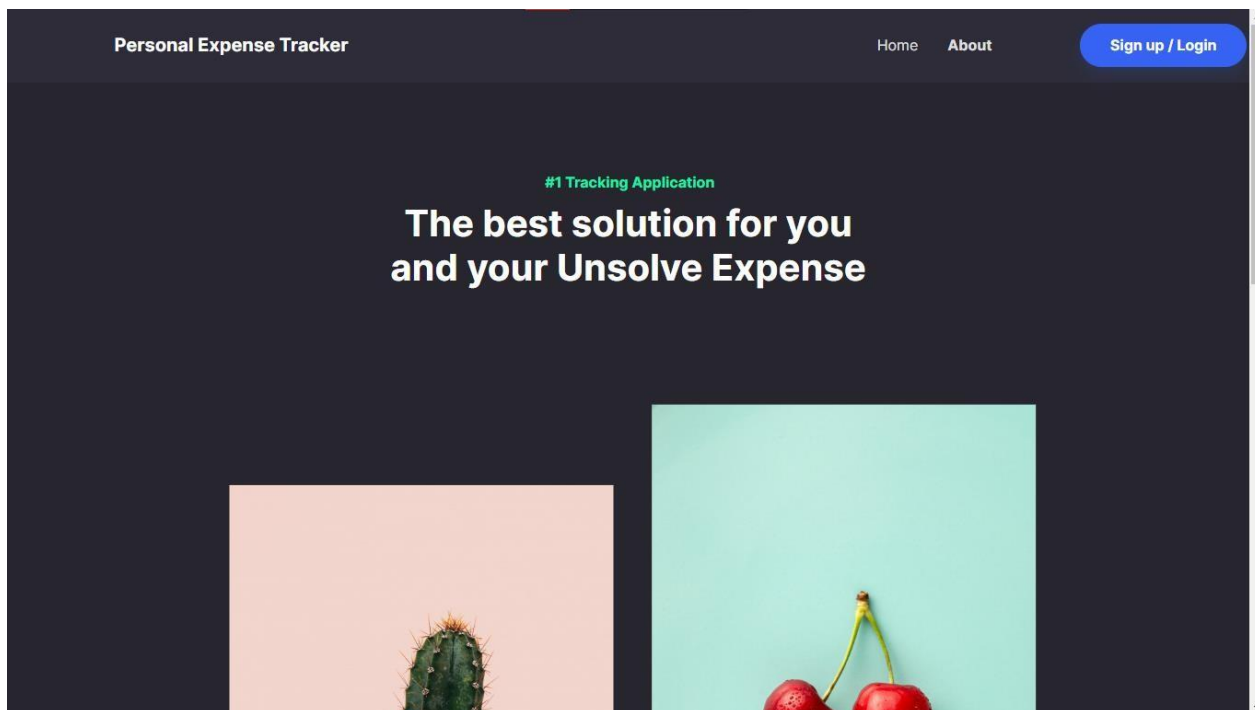 Personal Expense Tracker
Home
About
Sign up / Login
#1 Tracking Application
The best solution for you
and your Unsolve Expense